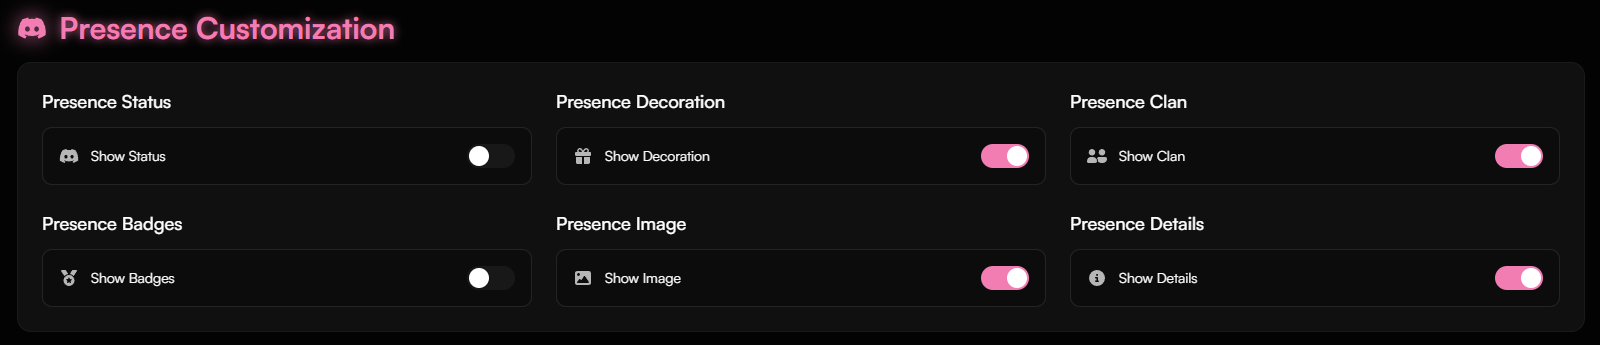 Presence Customization
Presence Status
Show Status
Presence Decoration
Show Decoration
Presence Clan
Show Clan
Presence Badges
Show Badges
Presence Image
Show Image
Presence Details
Show Details